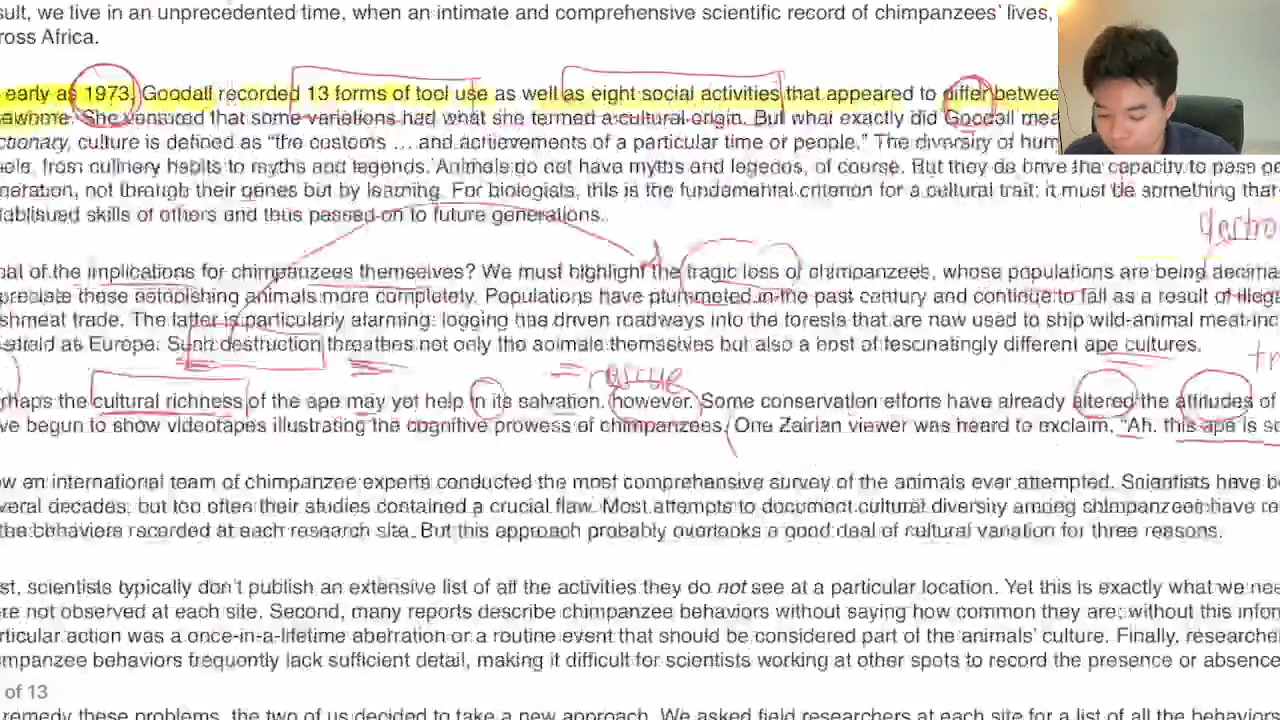 sult, we live in an unprecedented time, when an intimate and comprehensive scientific record of chimpanzees' lives,
ross Africa.
early as 1973. Goodall recorded 13 forms of tool use as well as eight social activities that appeared to differ betwee
She ventured that some variations had what she termed a cultural origin. But what exactly did Goodall mea
ctionary, culture is defined as "the customs ... and achievements of a particular time or people." The diversity of hum
from culinary habits to myths and legends. Animals do not have myths and legends, of course. But they do have the capacity to pass
neration, not through their genes but by learning. For biologists, this is the fundamental criterion for a cultural trait: it must be something that
skills of others and thus passed on to future generations.
of the implications for chimpanzees themselves? We must highlight the tragic loss of chimpanzees, whose populations are being decima
these astonishing animals more completely. Populations have plummeted in the past century and continue to fall as a result of illega
shmeat trade. The latter is particularly alarming: logging has driven roadways into the forests that are now used to ship wild-animal meat-inc
afield as Europe. Such destruction threatens not only the animals themselves but also a host of fascinatingly different ape cultures.
rescue
rhaps the cultural richness of the ape may yet help in its salvation, however. Some conservation efforts have already altered the attitudes of
ve begun to show videotapes illustrating the cognitive prowess of chimpanzees. One Zairian viewer was heard to exclaim, "Ah, this ape is so
w an international team of chimpanzee experts conducted the most comprehensive survey of the animals ever attempted. Scientists have be
veral decades, but too often their studies contained a crucial flaw. Most attempts to document cultural diversity among chimpanzees have re
the behaviors recorded at each research site. But this approach probably overlooks a good deal of cultural variation for three reasons.
st, scientists typically don't publish an extensive list of all the activities they do not see at a particular location. Yet this is exactly what we nee
re not observed at each site. Second, many reports describe chimpanzee behaviors without saying how common they are; without this infor
rticular action was a once-in-a-lifetime aberration or a routine event that should be considered part of the animals' culture. Finally, researche
mpanzee behaviors frequently lack sufficient detail, making it difficult for scientists working at other spots to record the presence or absence
of 13
remedy these problems, the two of us decided to take a new approach. We asked field researchers at each site for a list of all the behaviors